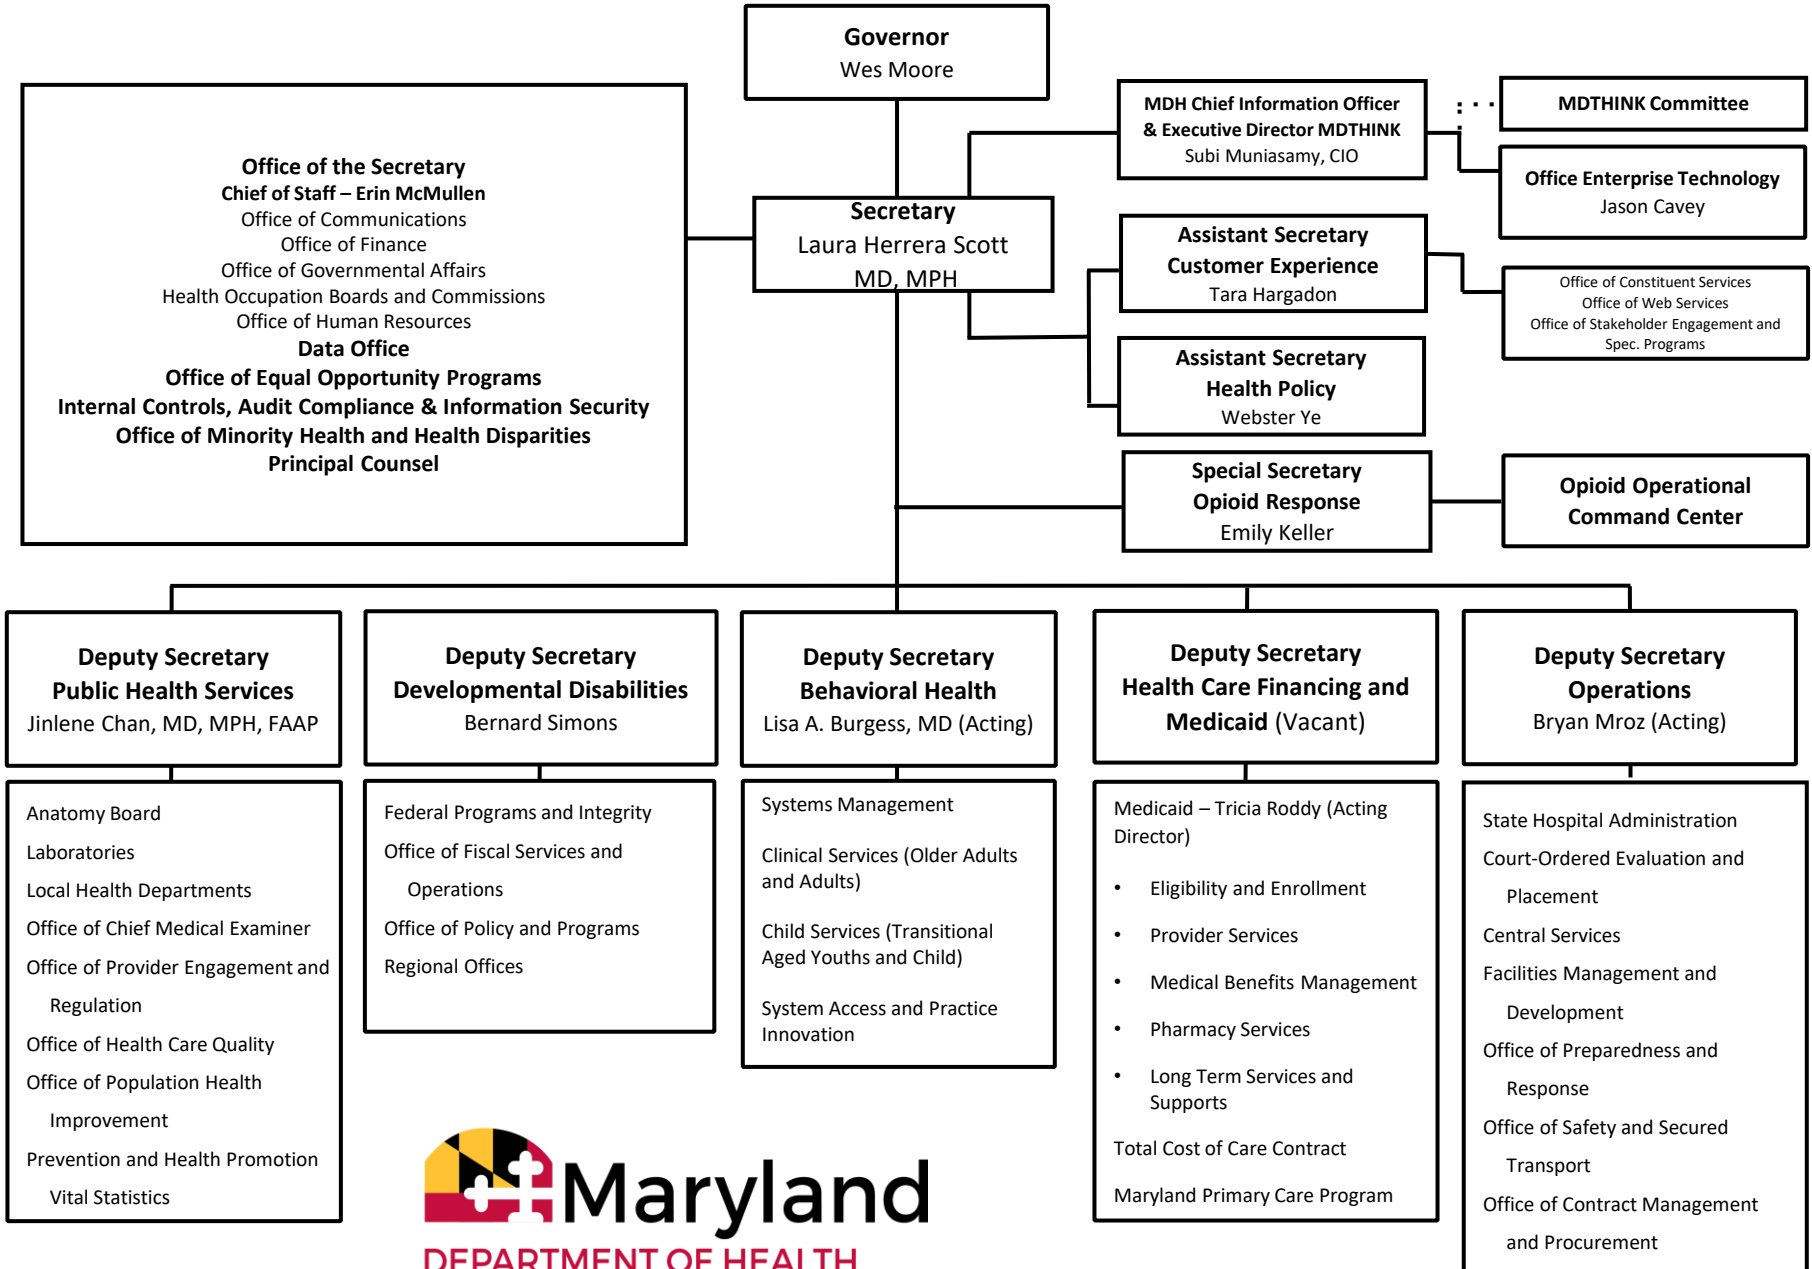 Governor
Wes Moore
Office of the Secretary
Chief of Staff – Erin McMullen
Office of Communications
Office of Finance
Office of Governmental Affairs
Health Occupation Boards and Commissions
Office of Human Resources
Data Office
Office of Equal Opportunity Programs
Internal Controls, Audit Compliance & Information Security
Office of Minority Health and Health Disparities
Principal Counsel
Secretary
Laura Herrera Scott
MD, MPH
MDH Chief Information Officer
& Executive Director MDTHINK
Subi Muniasamy, CIO
MDTHINK Committee
Office Enterprise Technology
Jason Cavey
Assistant Secretary
Customer Experience
Tara Hargadon
Office of Constituent Services
Office of Web Services
Office of Stakeholder Engagement and
Spec. Programs
Assistant Secretary
Health Policy
Webster Ye
Special Secretary
Opioid Response
Emily Keller
Opioid Operational
Command Center
Deputy Secretary
Public Health Services
Jinlene Chan, MD, MPH, FAAP
Anatomy Board
Laboratories
Local Health Departments
Office of Chief Medical Examiner
Office of Provider Engagement and
Regulation
Office of Health Care Quality
Office of Population Health
Improvement
Prevention and Health Promotion
Vital Statistics
Deputy Secretary
Developmental Disabilities
Bernard Simons
Federal Programs and Integrity
Office of Fiscal Services and
Operations
Office of Policy and Programs
Regional Offices
Deputy Secretary
Behavioral Health
Lisa A. Burgess, MD (Acting)
Systems Management
Clinical Services (Older Adults
and Adults)
Child Services (Transitional
Aged Youths and Child)
System Access and Practice
Innovation
Deputy Secretary
Health Care Financing and
Medicaid (Vacant)
Medicaid – Tricia Roddy (Acting
Director)
• Eligibility and Enrollment
• Provider Services
• Medical Benefits Management
• Pharmacy Services
• Long Term Services and
Supports
Total Cost of Care Contract
Maryland Primary Care Program
Deputy Secretary
Operations
Bryan Mroz (Acting)
State Hospital Administration
Court-Ordered Evaluation and
Placement
Central Services
Facilities Management and
Development
Office of Preparedness and
Response
Office of Safety and Secured
Transport
Office of Contract Management
and Procurement
Maryland
DEPARTMENT OF HEALTH